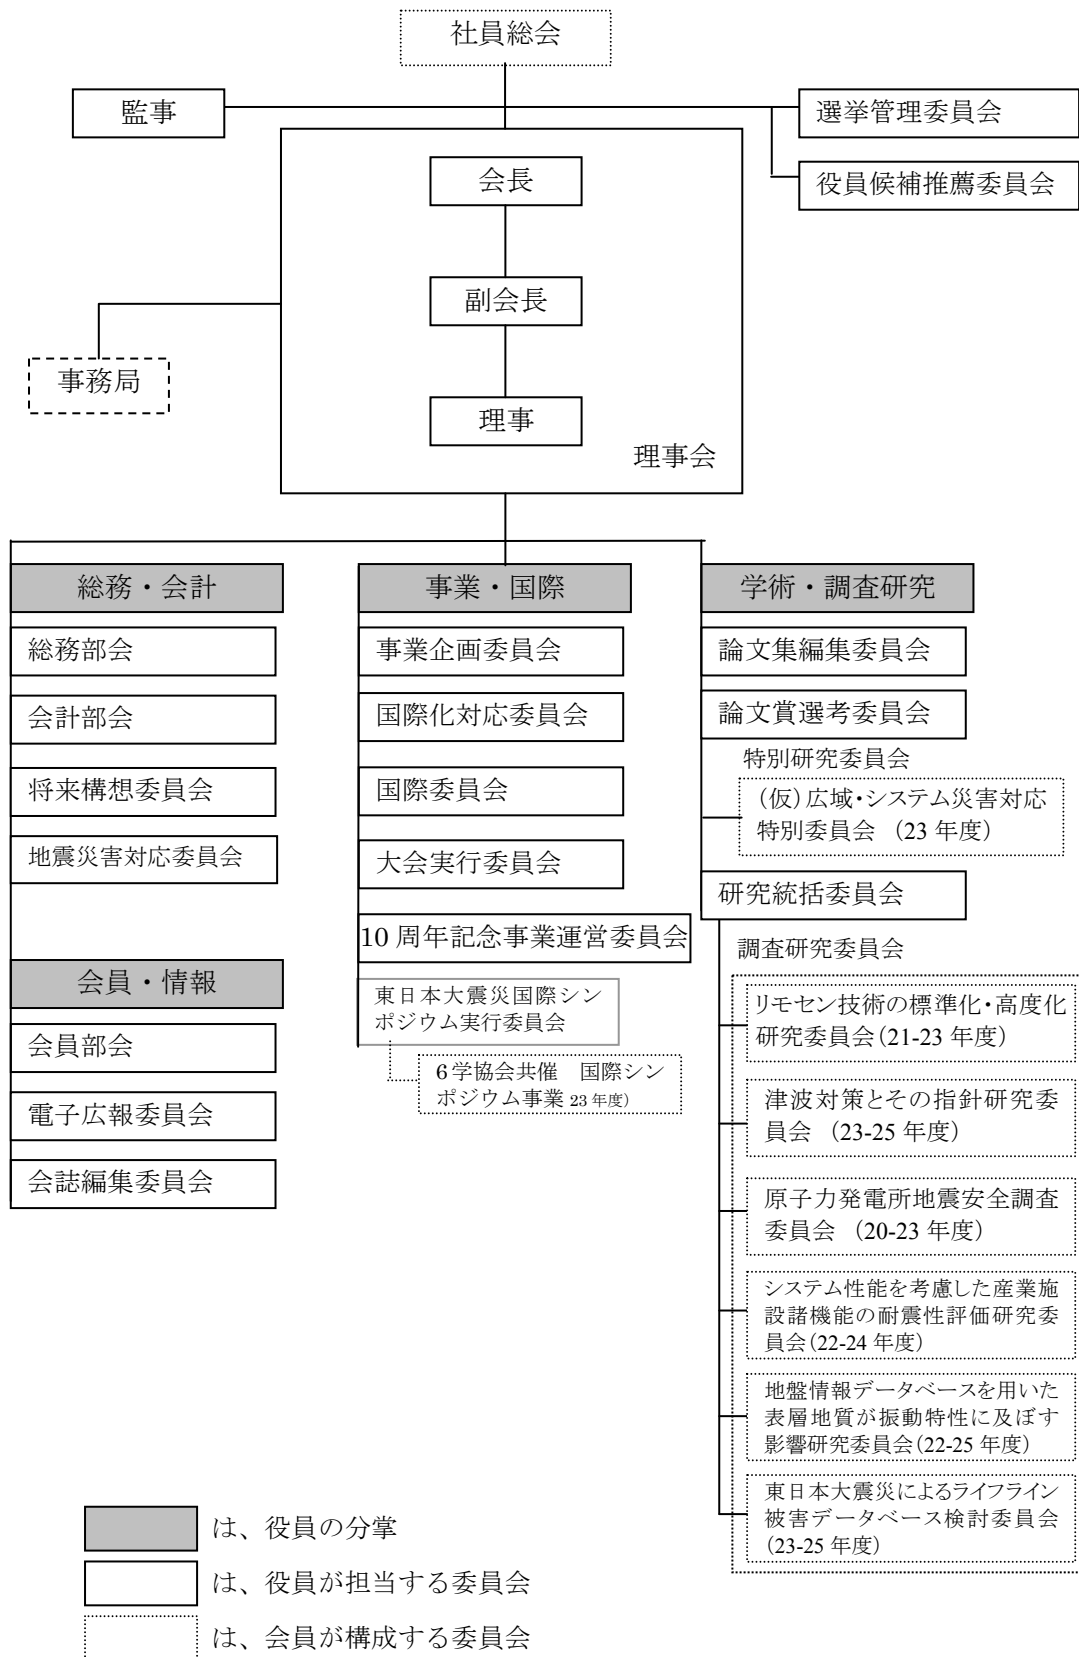 社員総会
監事
選挙管理委員会
役員候補推薦委員会
会長
副会長
理事
理事会
事務局
総務・会計
総務部会
会計部会
将来構想委員会
地震災害対応委員会
会員・情報
会員部会
電子広報委員会
会誌編集委員会
事業・国際
事業企画委員会
国際化対応委員会
国際委員会
大会実行委員会
10 周年記念事業運営委員会
東日本大震災国際シン
ポジウム実行委員会
6学協会共催　国際シン
ポジウム事業 23 年度)
学術・調査研究
論文集編集委員会
論文賞選考委員会
特別研究委員会
(仮)広域・システム災害対応
特別委員会 (23 年度)
研究統括委員会
調査研究委員会
リモセン技術の標準化・高度化
研究委員会(21-23 年度)
津波対策とその指針研究委
員会 (23-25 年度)
原子力発電所地震安全調査
委員会 (20-23 年度)
システム性能を考慮した産業施
設諸機能の耐震性評価研究委
員会(22-24 年度)
地盤情報データベースを用いた
表層地質が振動特性に及ぼす
影響研究委員会(22-25 年度)
東日本大震災によるライフライン
被害データベース検討委員会
(23-25 年度)
は、役員の分掌
は、役員が担当する委員会
は、会員が構成する委員会